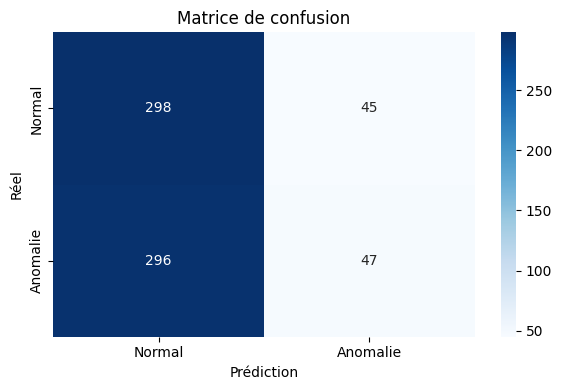 Matrice de confusion
Réel
Normal
298
45
Anomalie
296
47
Normal
Anomalie
Prédiction
250
200
150
100
50